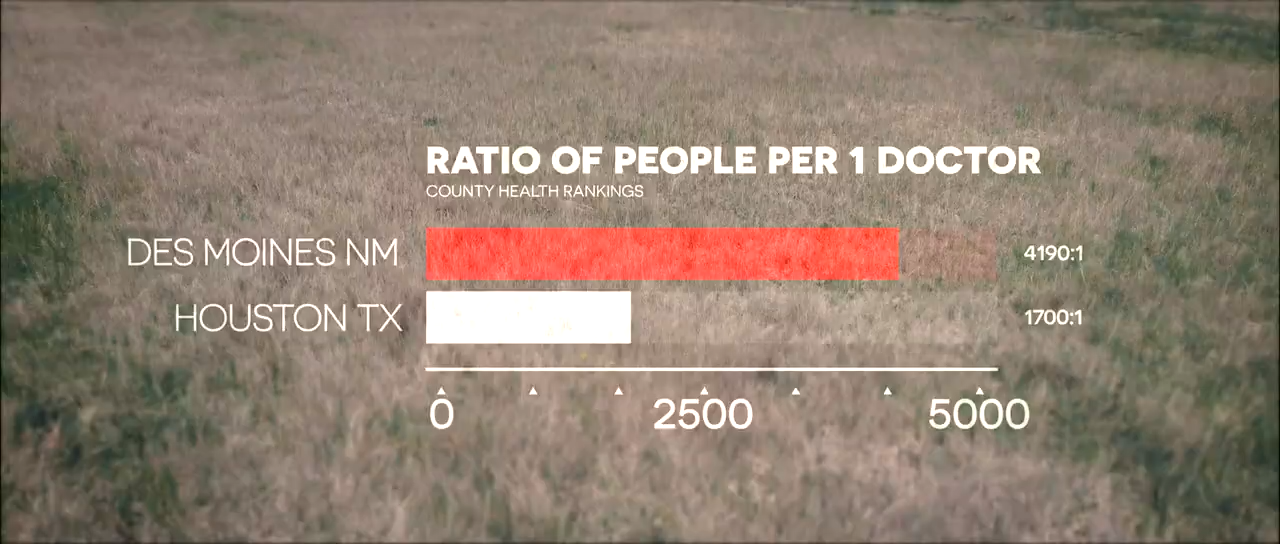 RATIO OF PEOPLE PER 1 DOCTOR
COUNTY HEALTH RANKINGS
DES MOINES NM 4190:1
HOUSTON TX 1700:1
0 2500 5000